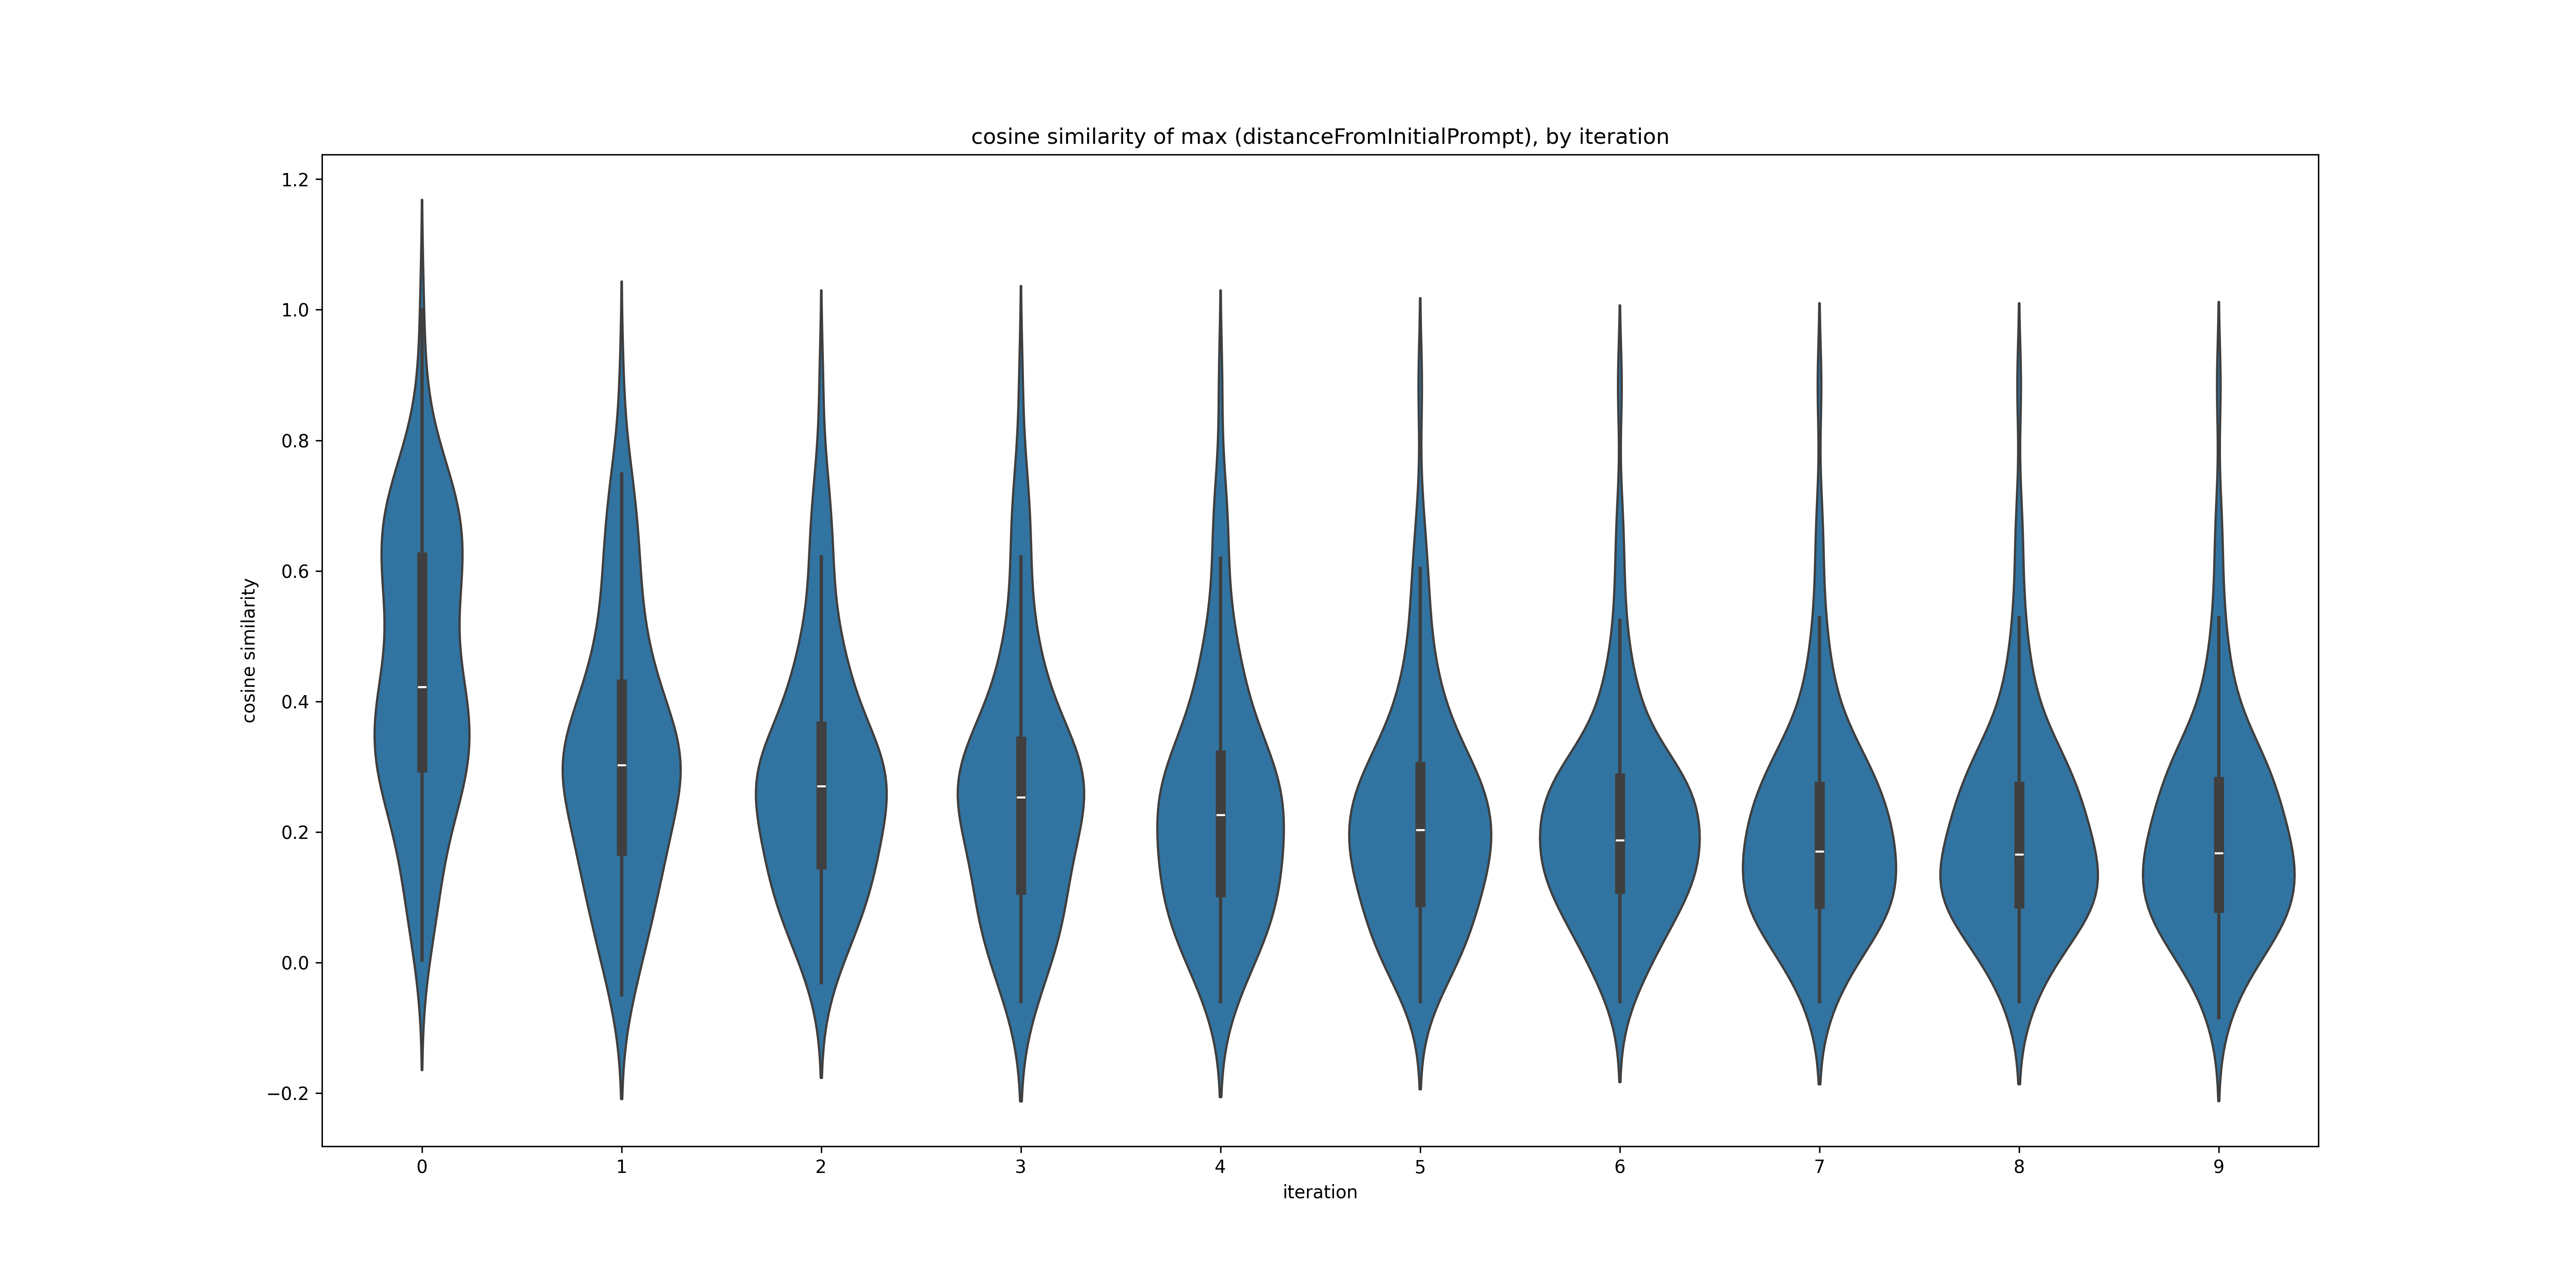 cosine similarity of max (distanceFromInitialPrompt), by iteration
1.2
1.0
0.8
0.6
0.4
0.2
0.0
−0.2
cosine similarity
0 1 2 3 4 5 6 7 8 9
iteration